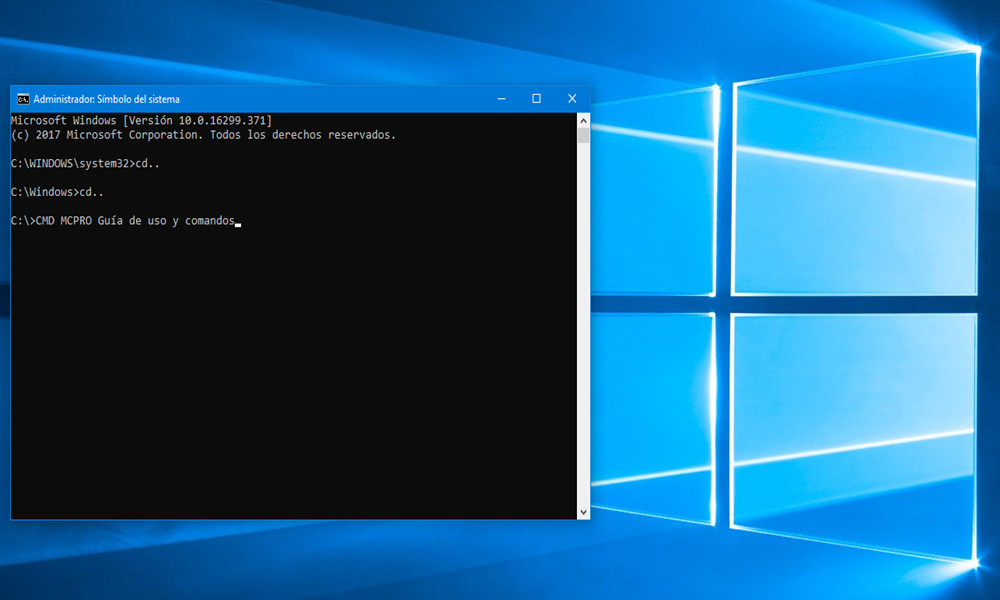 Administrador: Símbolo del sistema
Microsoft Windows [Versión 10.0.16299.371]
(c) 2017 Microsoft Corporation. Todos los derechos reservados.
C:\WINDOWS\system32>cd..
C:\Windows>cd..
C:\>CMD MCPRO Guía de uso y comandos